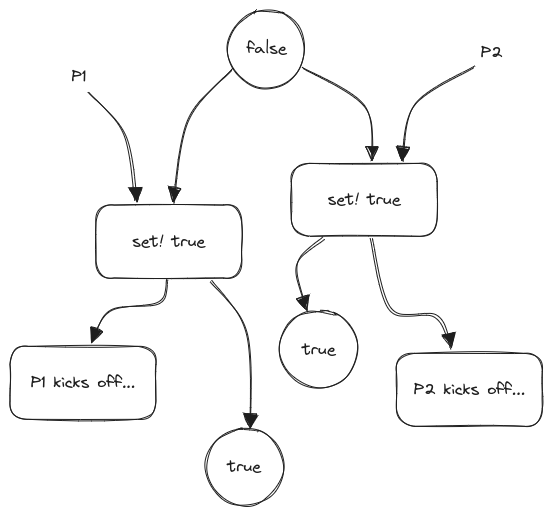 false
P1
P2
set! true
set! true
true
P1 kicks off...
P2 kicks off...
true